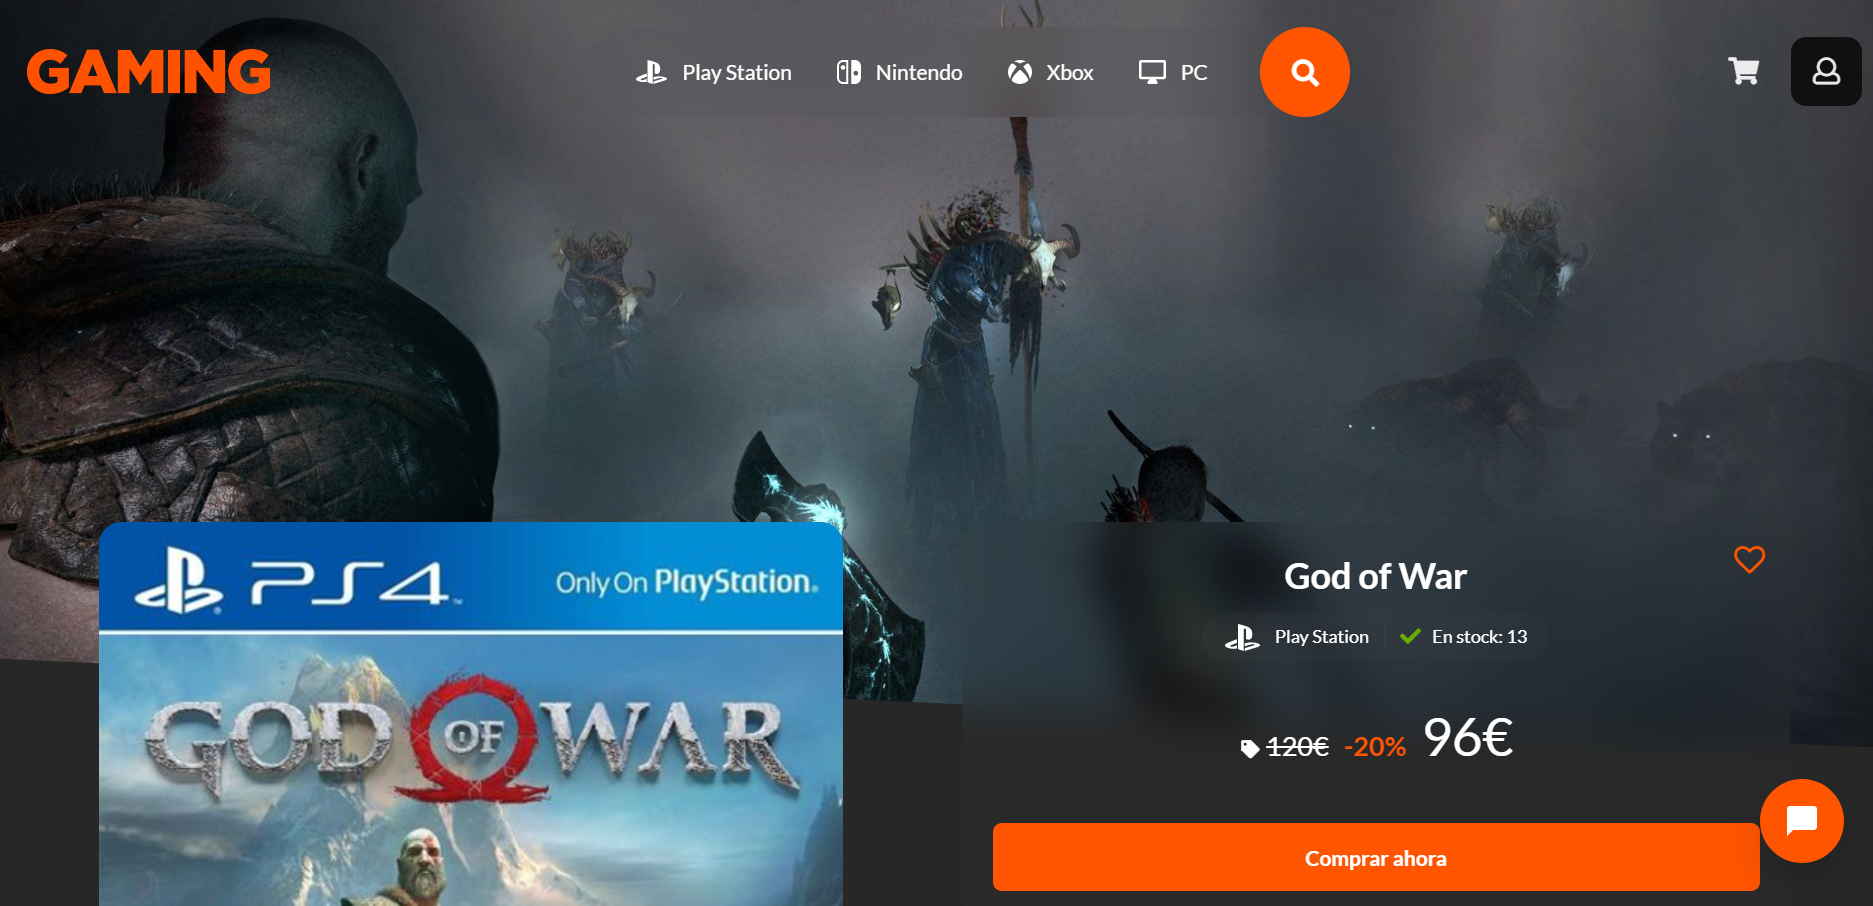 GAMING
Play Station
Nintendo
Xbox
PC
PS4™
Only On PlayStation®
GOD OF WAR
God of War
Play Station
En stock: 13
120€ -20% 96€
Comprar ahora